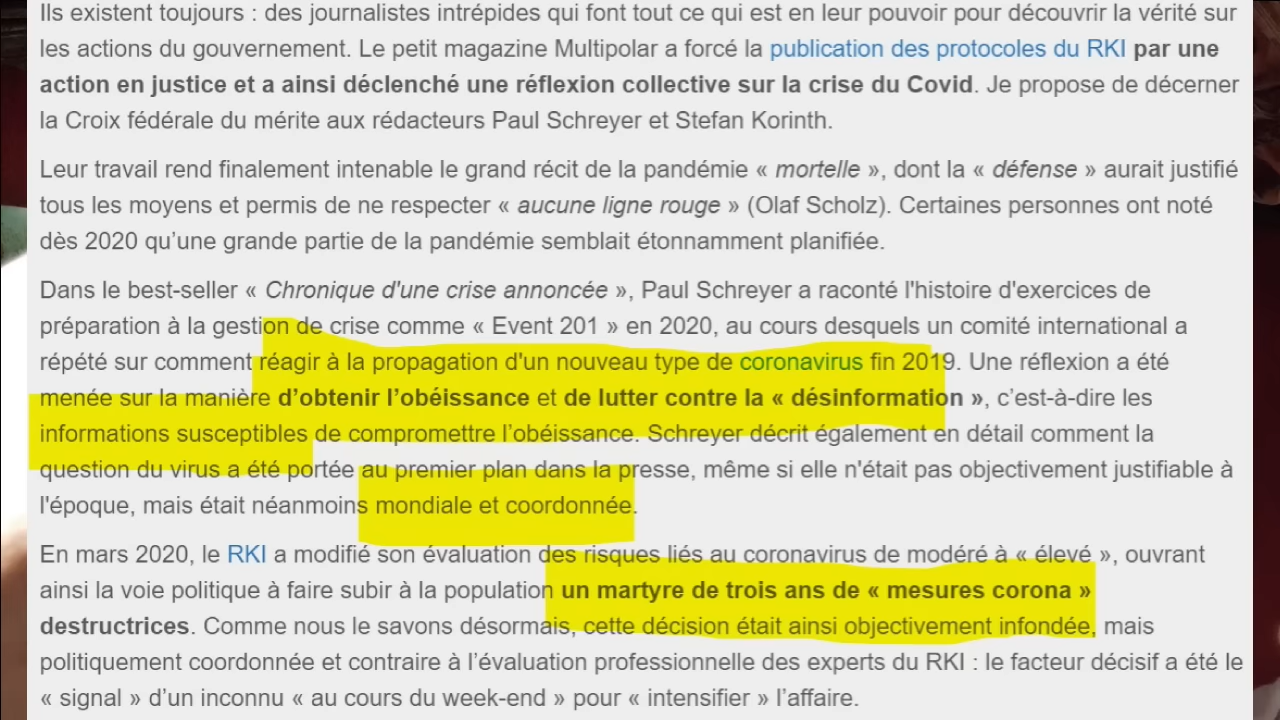 Ils existent toujours : des journalistes intrépides qui font tout ce qui est en leur pouvoir pour découvrir la vérité sur
les actions du gouvernement. Le petit magazine Multipolar a forcé la publication des protocoles du RKI par une
action en justice et a ainsi déclenché une réflexion collective sur la crise du Covid. Je propose de décerner
la Croix fédérale du mérite aux rédacteurs Paul Schreyer et Stefan Korinth.
Leur travail rend finalement intenable le grand récit de la pandémie « mortelle », dont la « défense » aurait justifié
tous les moyens et permis de ne respecter « aucune ligne rouge » (Olaf Scholz). Certaines personnes ont noté
dès 2020 qu’une grande partie de la pandémie semblait étonnamment planifiée.
Dans le best-seller « Chronique d'une crise annoncée », Paul Schreyer a raconté l'histoire d'exercices de
préparation à la gestion de crise comme « Event 201 » en 2020, au cours desquels un comité international a
répété sur comment réagir à la propagation d'un nouveau type de coronavirus fin 2019. Une réflexion a été
menée sur la manière d’obtenir l’obéissance et de lutter contre la « désinformation », c’est-à-dire les
informations susceptibles de compromettre l’obéissance. Schreyer décrit également en détail comment la
question du virus a été portée au premier plan dans la presse, même si elle n'était pas objectivement justifiable à
l'époque, mais était néanmoins mondiale et coordonnée.
En mars 2020, le RKI a modifié son évaluation des risques liés au coronavirus de modéré à « élevé », ouvrant
ainsi la voie politique à faire subir à la population un martyre de trois ans de « mesures corona »
destructrices. Comme nous le savons désormais, cette décision était ainsi objectivement infondée, mais
politiquement coordonnée et contraire à l’évaluation professionnelle des experts du RKI : le facteur décisif a été le
« signal » d’un inconnu « au cours du week-end » pour « intensifier » l’affaire.